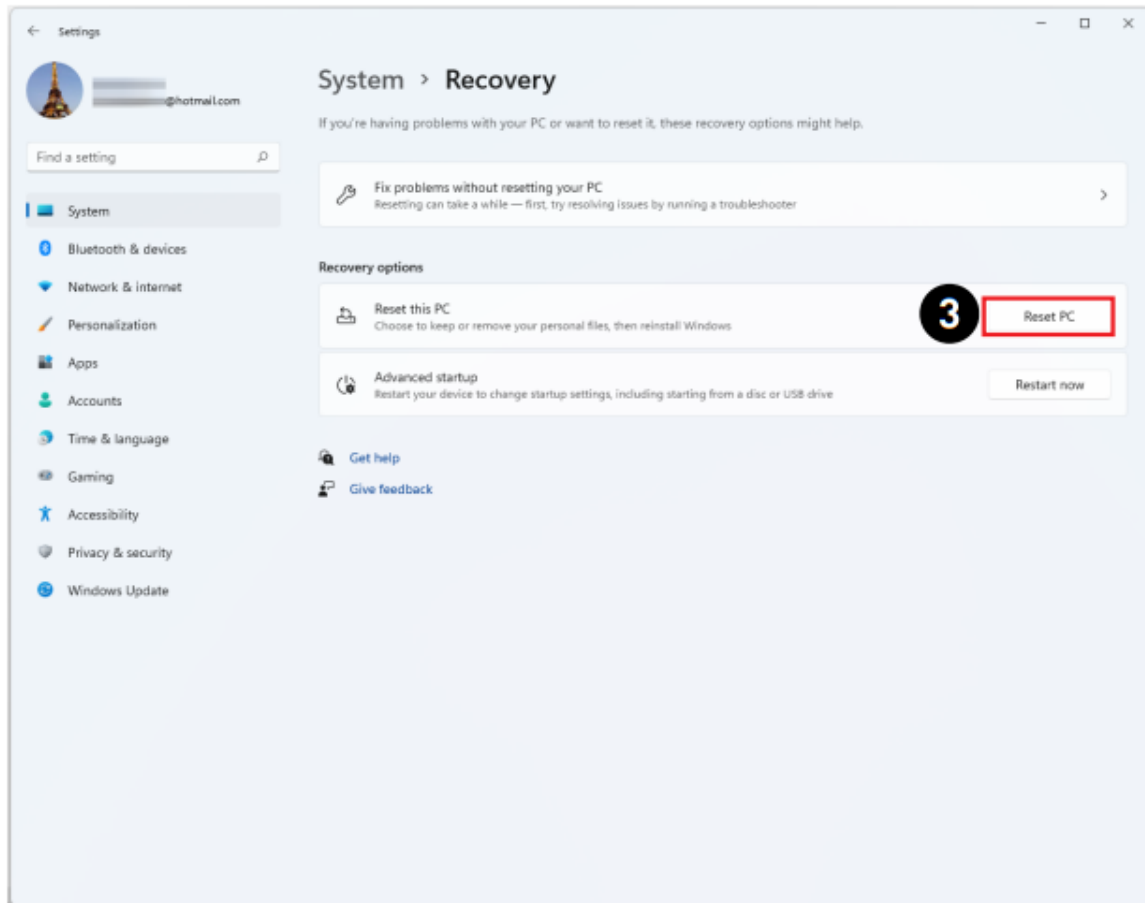 Settings
@hotmail.com
Find a setting
System
Bluetooth & devices
Network & internet
Personalization
Apps
Accounts
Time & language
Gaming
Accessibility
Privacy & security
Windows Update
System > Recovery
If you're having problems with your PC or want to reset it, these recovery options might help.
Fix problems without resetting your PC
Resetting can take a while — first, try resolving issues by running a troubleshooter
Recovery options
Reset this PC
Choose to keep or remove your personal files, then reinstall Windows
3
Reset PC
Advanced startup
Restart your device to change startup settings, including starting from a disc or USB drive
Restart now
Get help
Give feedback